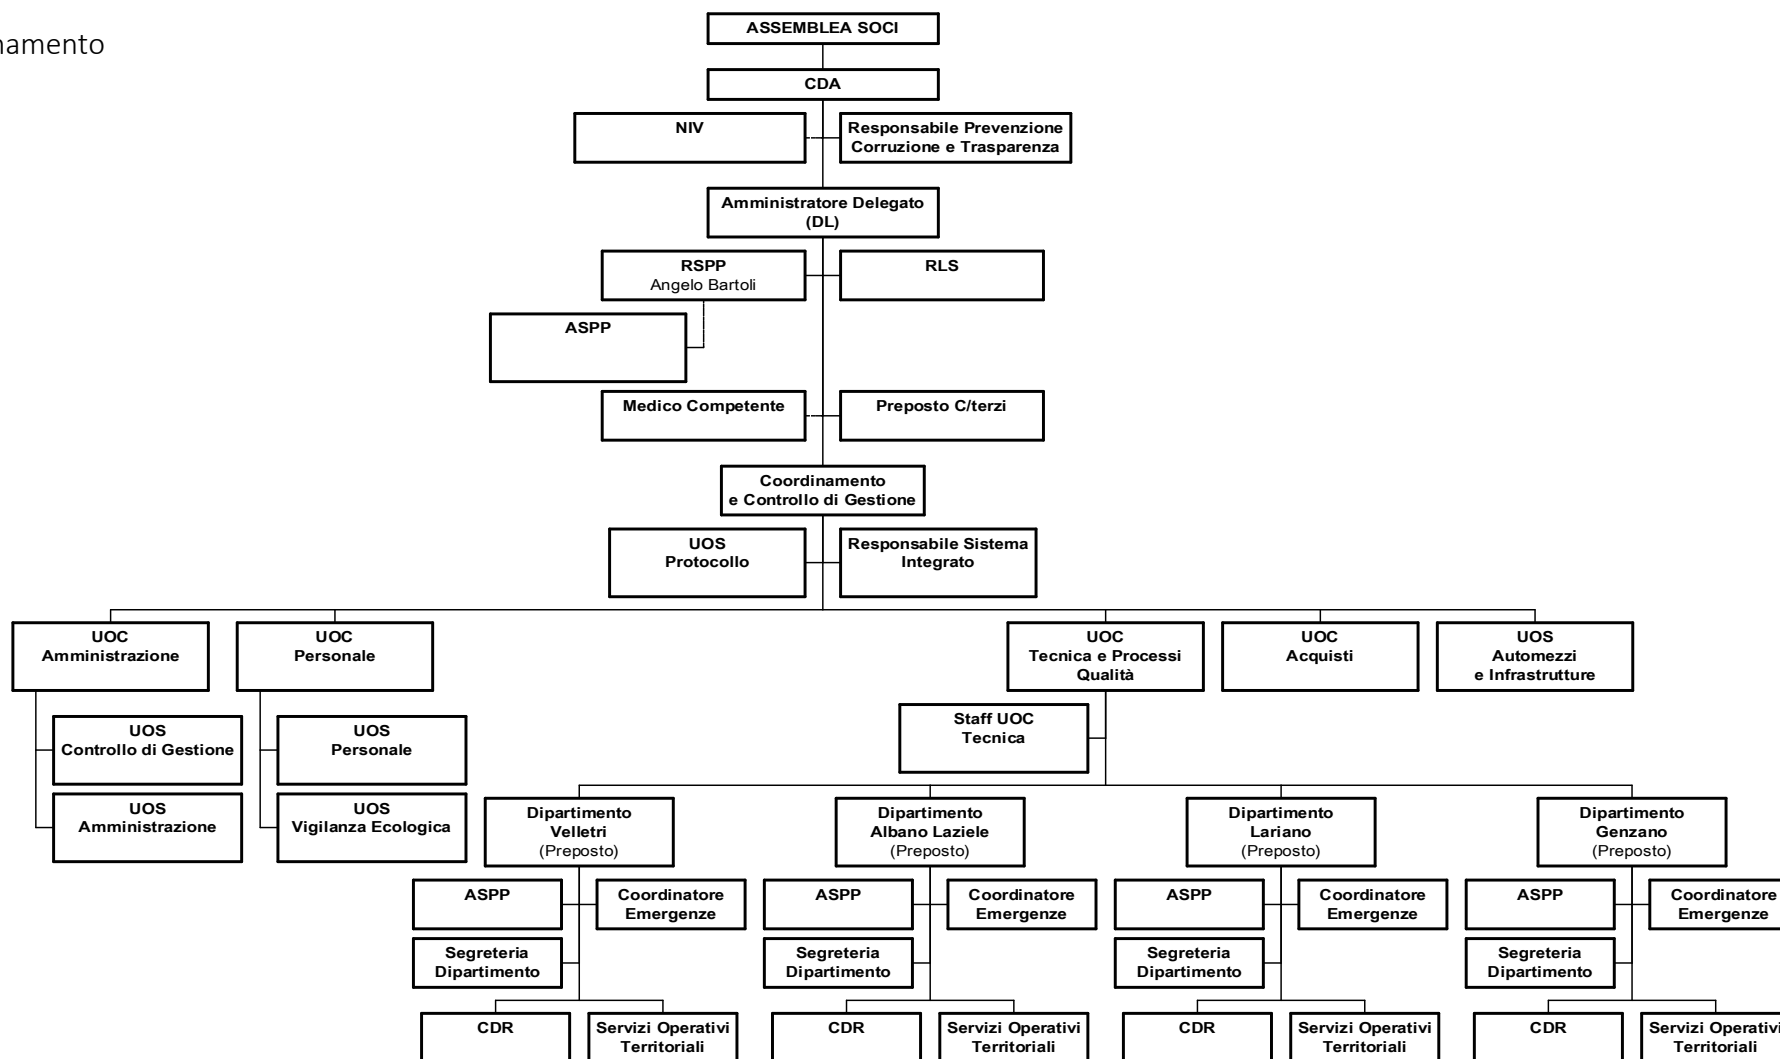 namento
ASSEMBLEA SOCI
CDA
NIV
Responsabile Prevenzione
Corruzione e Trasparenza
Amministratore Delegato
(DL)
RSPP
Angelo Bartoli
RLS
ASPP
Medico Competente
Preposto C/terzi
Coordinamento
e Controllo di Gestione
UOS
Protocollo
Responsabile Sistema
Integrato
UOC
Amministrazione
UOC
Personale
UOC
Tecnica e Processi
Qualità
UOC
Acquisti
UOS
Automezzi
e Infrastrutture
UOS
Controllo di Gestione
UOS
Personale
Staff UOC
Tecnica
UOS
Amministrazione
UOS
Vigilanza Ecologica
Dipartimento
Velletri
(Preposto)
Dipartimento
Albano Laziele
(Preposto)
Dipartimento
Lariano
(Preposto)
Dipartimento
Genzano
(Preposto)
ASPP
Coordinatore
Emergenze
ASPP
Coordinatore
Emergenze
ASPP
Coordinatore
Emergenze
ASPP
Coordinatore
Emergenze
Segreteria
Dipartimento
Segreteria
Dipartimento
Segreteria
Dipartimento
Segreteria
Dipartimento
CDR
Servizi Operativi
Territoriali
CDR
Servizi Operativi
Territoriali
CDR
Servizi Operativi
Territoriali
CDR
Servizi Operativi
Territoriali